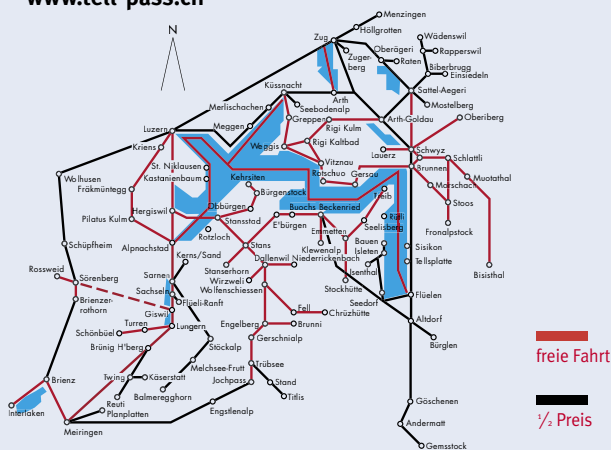 www.tell-pass.ch
N
Menzingen
Höllgrotten
Zug
Zuger-
berg
Wädenswil
Oberägeri
Rapperswil
Raten
Biberbrugg
Einsiedeln
Küssnacht
Sattel-Aegeri
Arth
Mostelberg
Merlischachen
Seebodenalp
Greppen
Meggen
Rigi Kulm
Arth-Goldau
Oberiberg
Luzern
Kriens
Rigi Kaltbad
Weggis
Lauerz
Schwyz
Schlattli
St. Niklausen
Vitznau
Brunnen
Kastanienbaum
Kehrsiten
Rotschuo
Gersau
Muotathal
Wolhusen
Fräkmüntegg
Bürgenstock
Treib
Morschach
Stoos
Hergiswil
Obbürgen
Buochs
Beckenried
Rütli
Pilatus Kulm
Stansstad
E'bürgen
Seelisberg
Fronalpstock
Rotzloch
Emmetten
Bauen
Sisikon
Schüpfheim
Alpnachstad
Stans
Klewenalp
Isleten
Tellsplatte
Kerns/Sand
Stanserhorn
Dallenwil
Niederrickenbach
Isenthal
Bisisthal
Rossweid
Sörenberg
Sarnen
Wirzweli
Stockhütte
Wolfenschiessen
Seedorf
Flüelen
Brienzer-
rothorn
Sachseln
Flüeli-Ranft
Giswil
Fell
Chrüzhütte
Altdorf
Schönbüel
Turren
Lungern
Engelberg
Brunni
Bürglen
Brünig H'berg
Stöckalp
Gerschnialp
Melchsee-Frutt
Trübsee
Brienz
Twing
Käserstatt
Jochpass
Stand
Titlis
Balmeregghorn
Interlaken
Reuti
Planplatten
Engstlenalp
Göschenen
Meiringen
Andermatt
Gemsstock
freie Fahrt
½ Preis